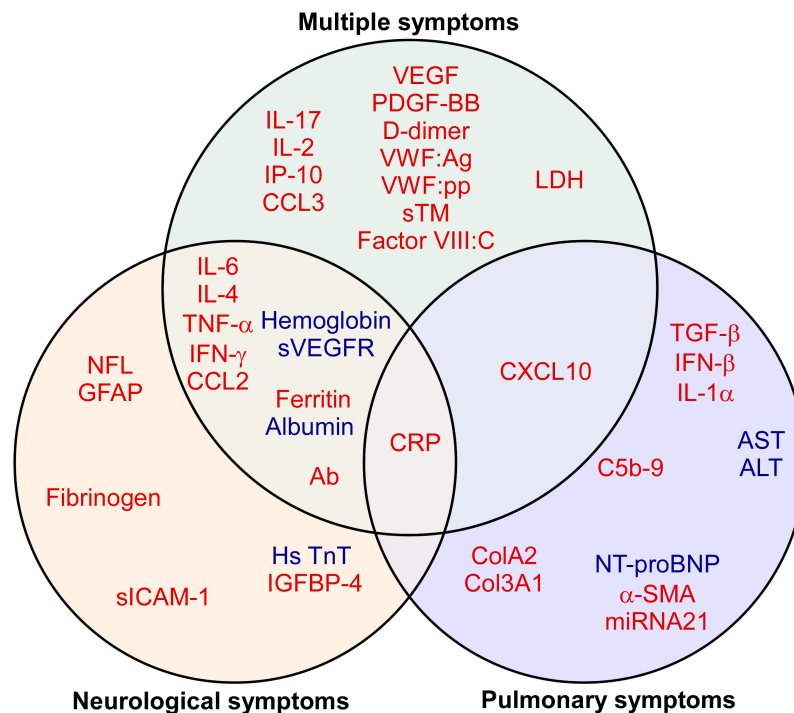 Multiple symptoms
VEGF
PDGF-BB
D-dimer
VWF:Ag
VWF:pp
sTM
Factor VIII:C
IL-17
IL-2
IP-10
CCL3
LDH
IL-6
IL-4
TNF-α
IFN-γ
CCL2
Hemoglobin
sVEGFR
Ferritin
Albumin
Ab
CRP
CXCL10
NFL
GFAP
Fibrinogen
sICAM-1
Hs TnT
IGFBP-4
TGF-β
IFN-β
IL-1α
AST
ALT
C5b-9
ColA2
Col3A1
NT-proBNP
α-SMA
miRNA21
Neurological symptoms
Pulmonary symptoms